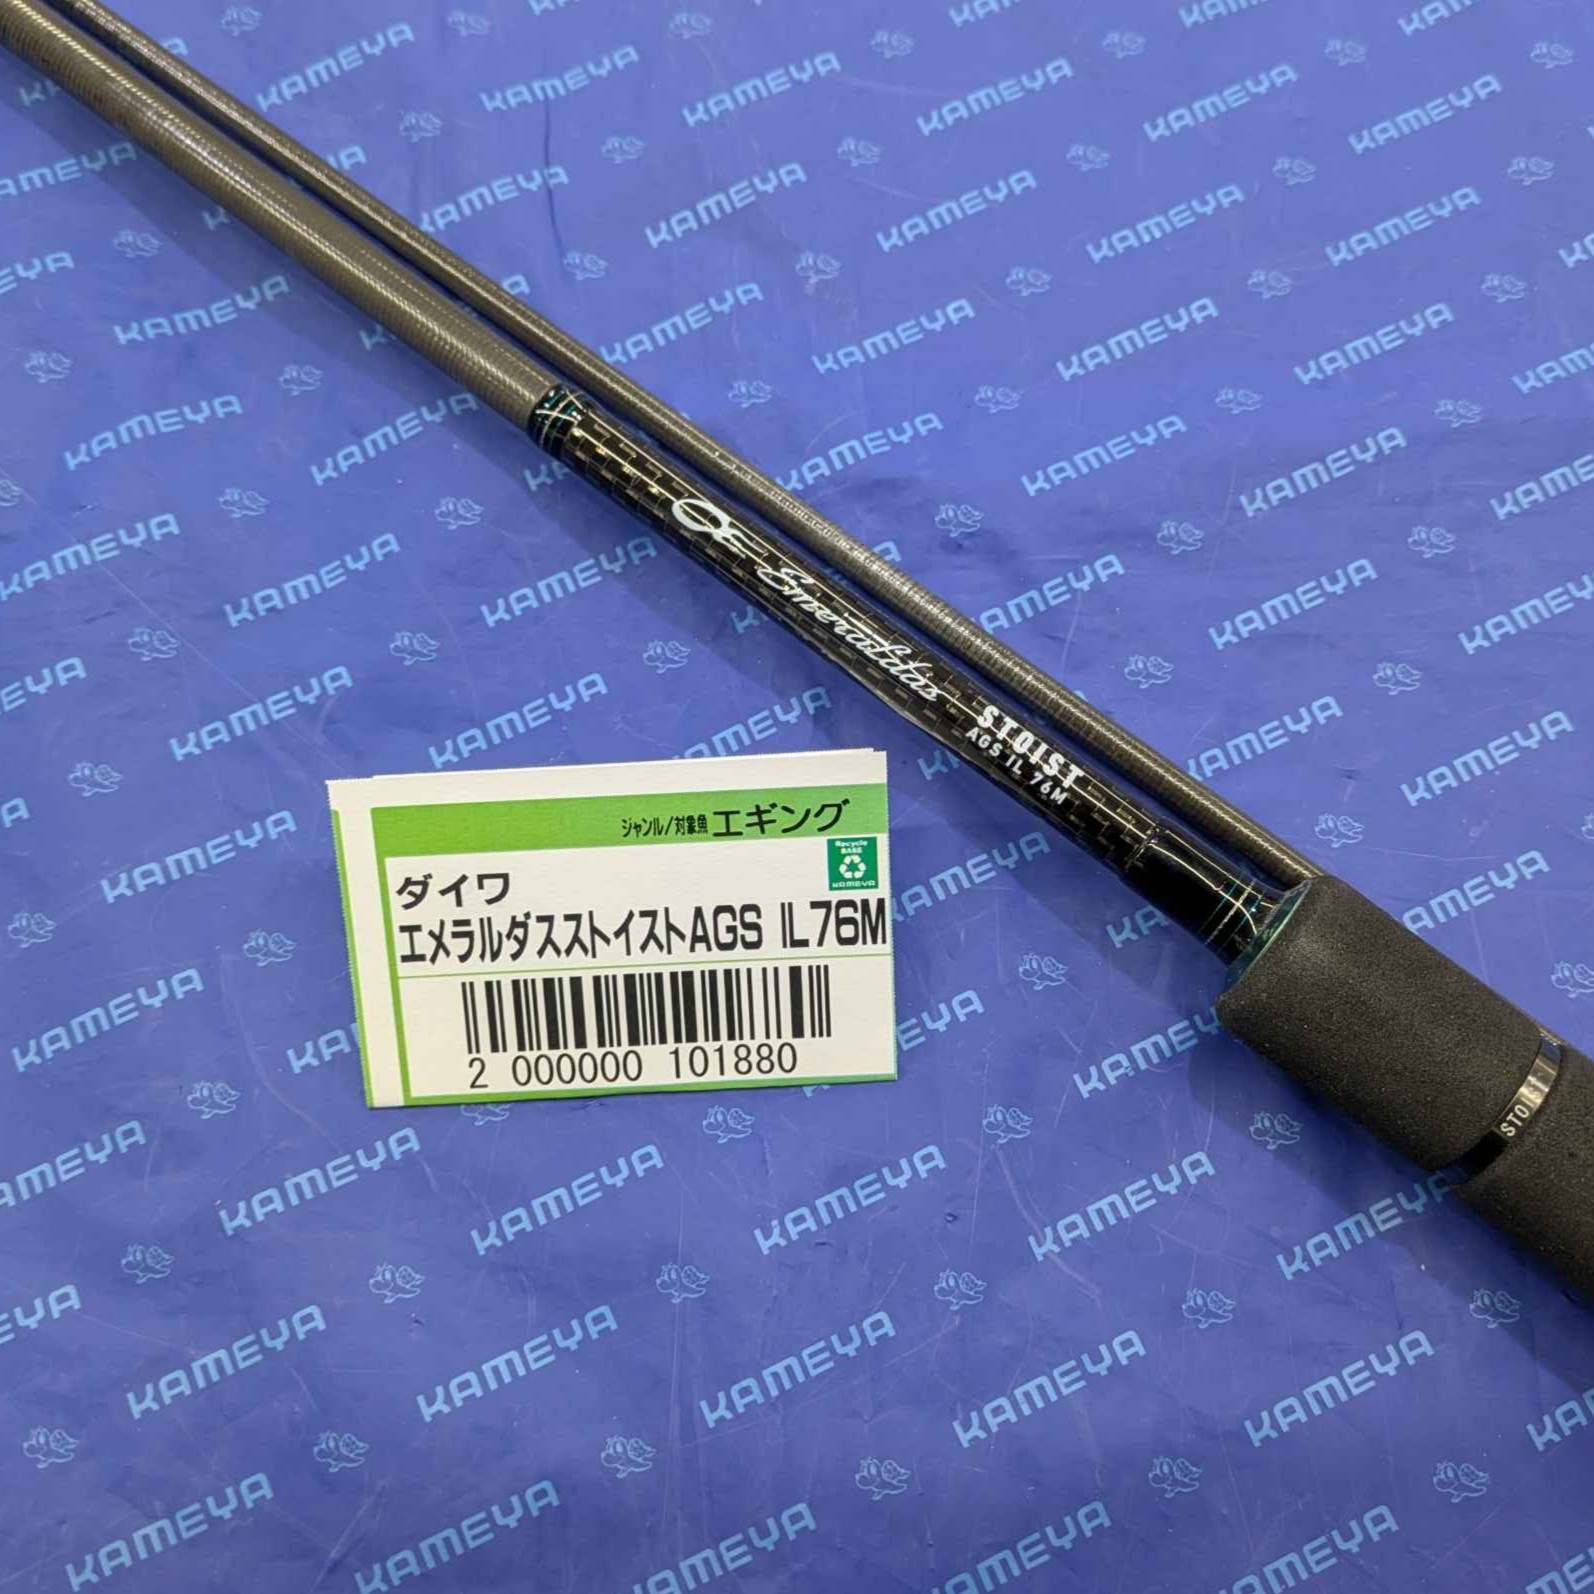 Emeraldas
STOIST
AGS IL 76M
ジャンル/対象魚 エギング
Recycle
BASE
KAMEYA
ダイワ
エメラルダスストイストAGS IL76M
2 000000 101880
STOIST
KAMEYA